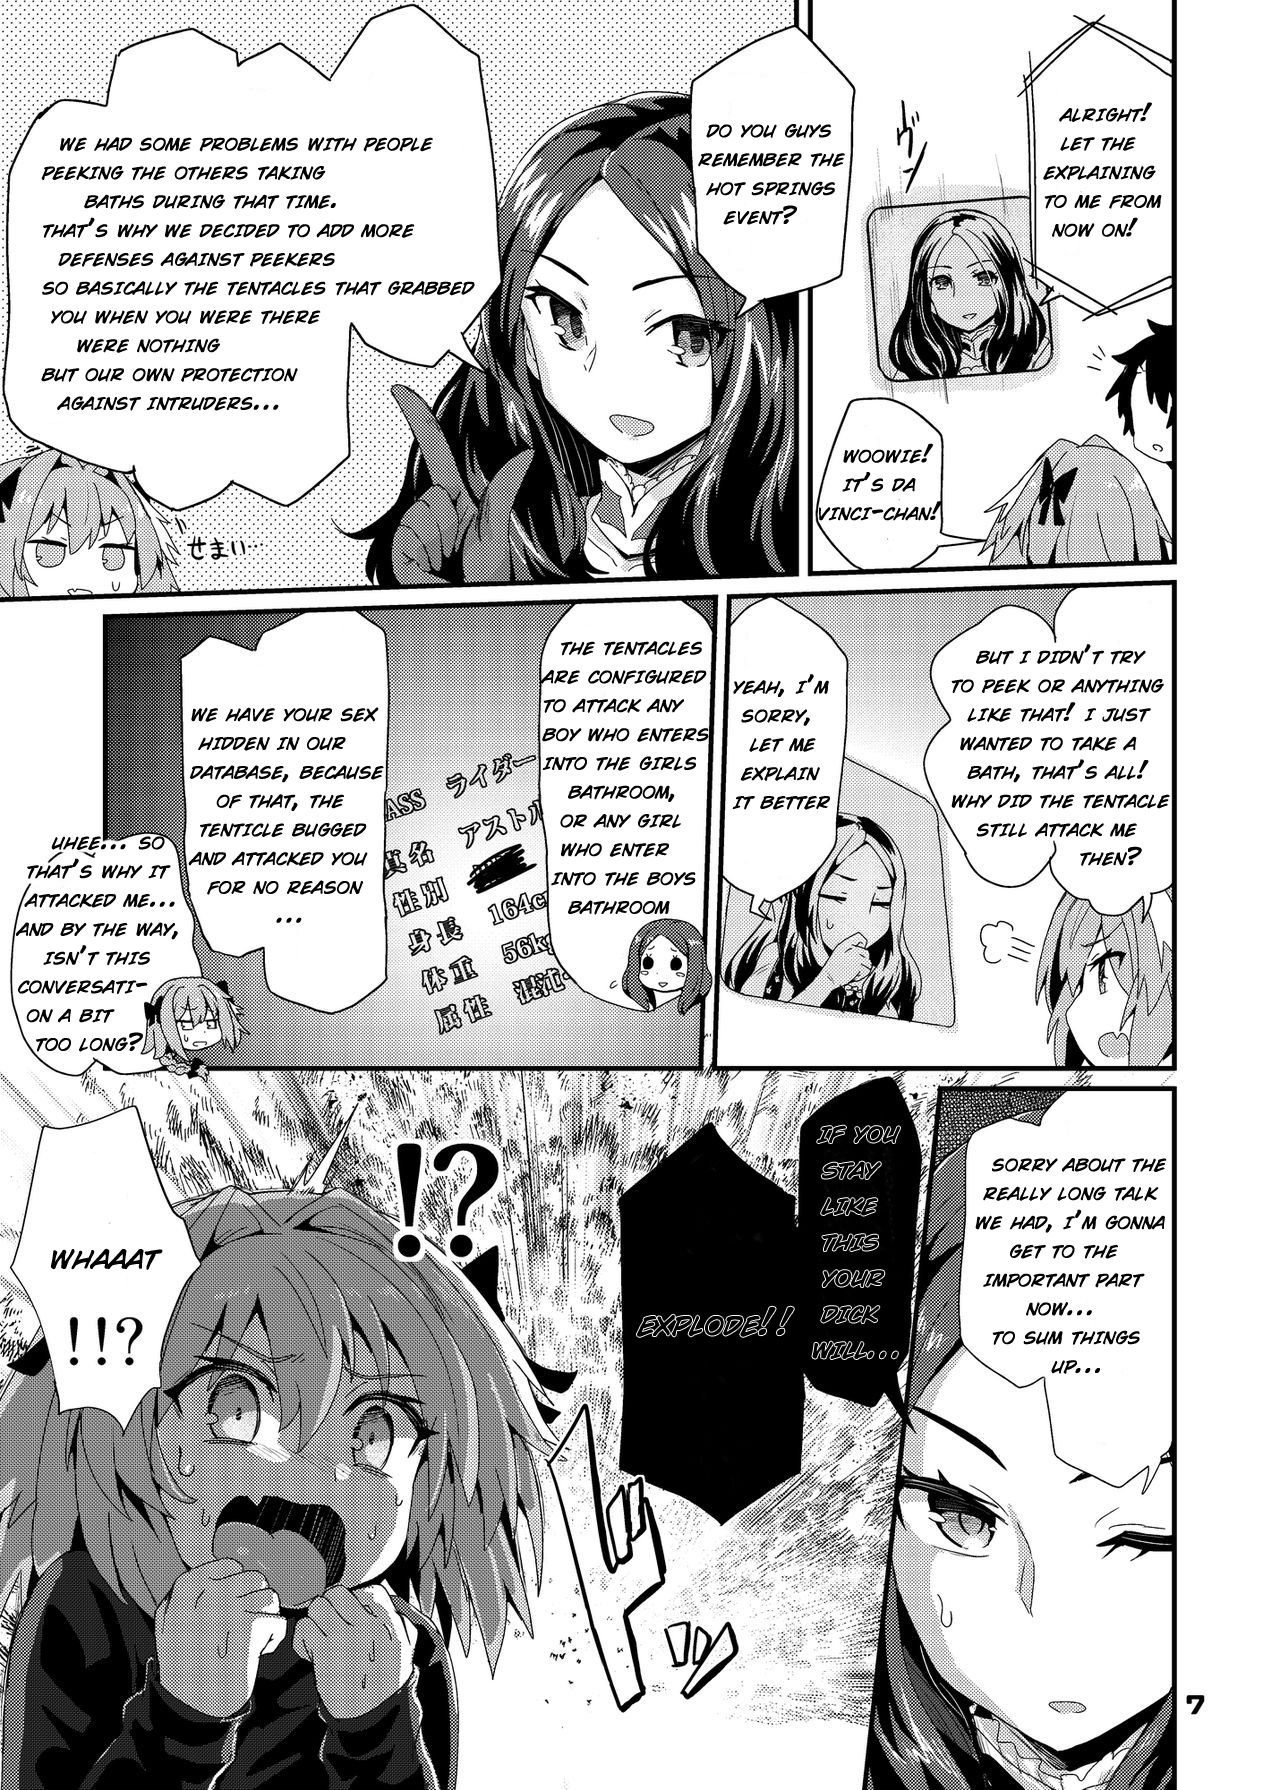 ALRIGHT!
LET THE
EXPLAINING
TO ME FROM
NOW ON!
ヴン
WOOWIE!
IT'S DA
VINCI-CHAN!
DO YOU GUYS
REMEMBER THE
HOT SPRINGS
EVENT?
WE HAD SOME PROBLEMS WITH PEOPLE
PEEKING THE OTHERS TAKING
BATHS DURING THAT TIME.
THAT'S WHY WE DECIDED TO ADD MORE
DEFENSES AGAINST PEEKERS
SO BASICALLY THE TENTACLES THAT GRABBED
YOU WHEN YOU WERE THERE
WERE NOTHING
BUT OUR OWN PROTECTION
AGAINST INTRUDERS...
せまい…
BUT I DIDN'T TRY
TO PEEK OR ANYTHING
LIKE THAT! I JUST
WANTED TO TAKE A
BATH, THAT'S ALL!
WHY DID THE TENTACLE
STILL ATTACK ME
THEN?
YEAH, I'M
SORRY,
LET ME
EXPLAIN
IT BETTER
THE TENTACLES
ARE CONFIGURED
TO ATTACK ANY
BOY WHO ENTERS
INTO THE GIRLS
BATHROOM,
OR ANY GIRL
WHO ENTER
INTO THE BOYS
BATHROOM
ASS ライダー
真名 アストル
性別
身長 164c
体重 56kg
属性 混沌
WE HAVE YOUR SEX
HIDDEN IN OUR
DATABASE, BECAUSE
OF THAT, THE
TENTICLE BUGGED
AND ATTACKED YOU
FOR NO REASON
...
UHEE... SO
THAT'S WHY IT
ATTACKED ME...
AND BY THE WAY,
ISN'T THIS
CONVERSATI-
ON A BIT
TOO LONG?
SORRY ABOUT THE
REALLY LONG TALK
WE HAD, I'M GONNA
GET TO THE
IMPORTANT PART
NOW...
TO SUM THINGS
UP...
IF YOU
STAY
LIKE
THIS
YOUR
DICK
WILL...
EXPLODE!!
!?
WHAAAT
!!?
7